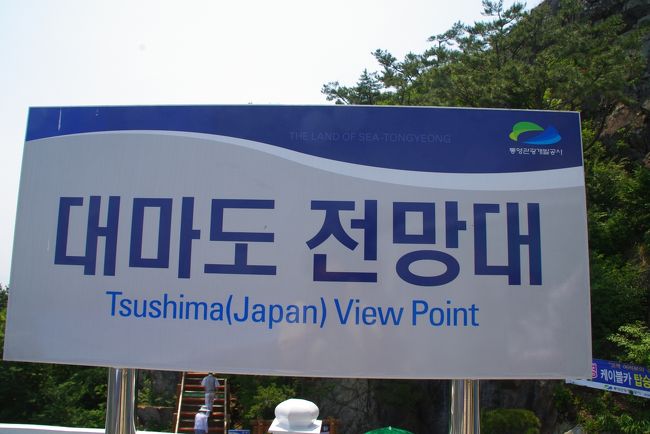 THE LAND OF SEA-TONGYEONG
통영관광개발공사
대마도 전망대
Tsushima(Japan) View Point
케이블카 탑승